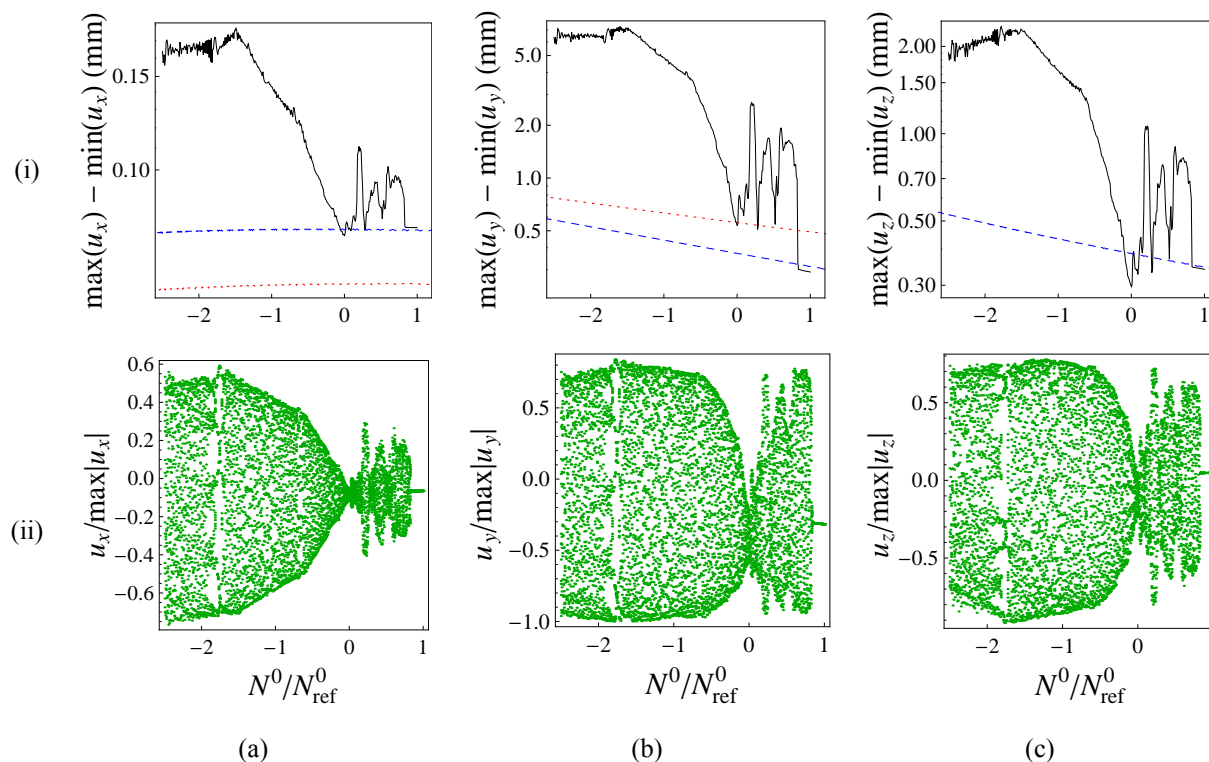 (i)
max(u_x) − min(u_x) (mm)
0.15
0.10
−2 −1 0 1
max(u_y) − min(u_y) (mm)
5.0
2.0
1.0
0.5
−2 −1 0 1
max(u_z) − min(u_z) (mm)
2.00
1.50
1.00
0.70
0.50
0.30
−2 −1 0 1
(ii)
u_x/max|u_x|
0.6
0.4
0.2
0.0
−0.2
−0.4
−0.6
−2 −1 0 1
N^0/N^0_ref
u_y/max|u_y|
0.5
0.0
−0.5
−1.0
−2 −1 0 1
N^0/N^0_ref
u_z/max|u_z|
0.5
0.0
−0.5
−2 −1 0 1
N^0/N^0_ref
(a) (b) (c)